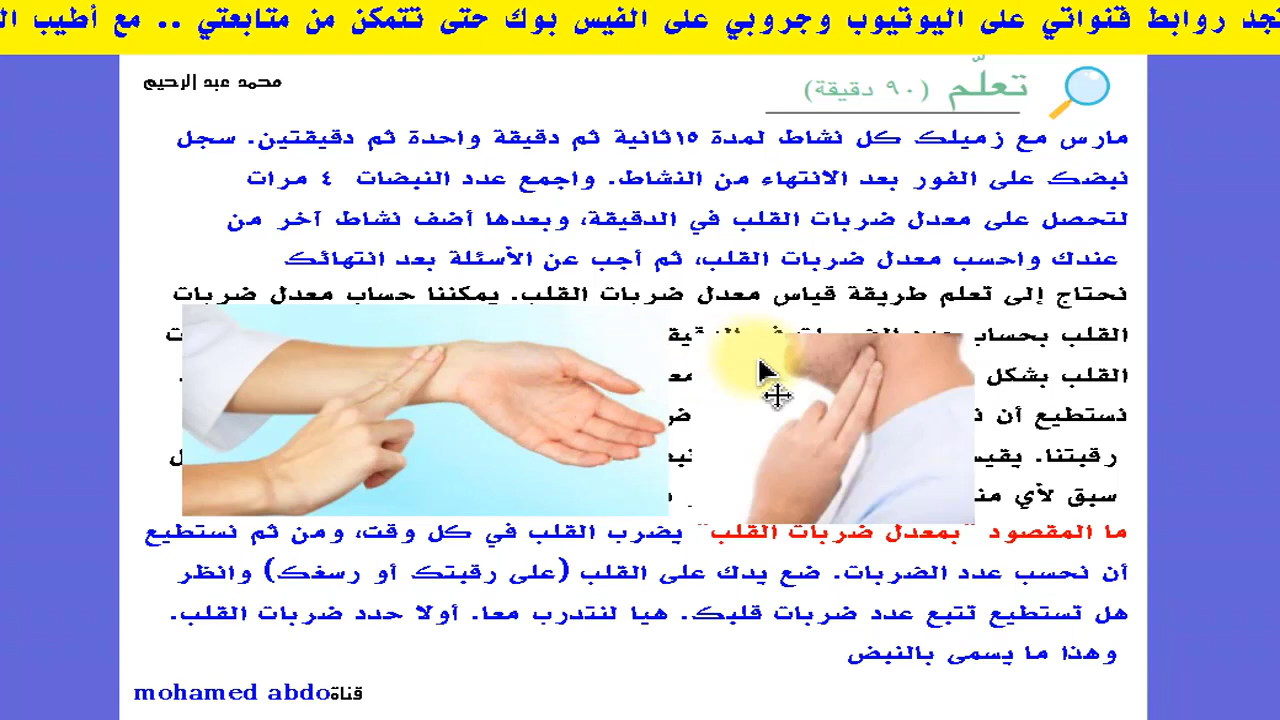 جد روابط قنواتي على اليوتيوب وجروبي على الفيس بوك حتى تتمكن من متابعتي .. مع أطيب
محمد عبد الرحيم
تعلّم (٩٠ دقيقة)
مارس مع زميلك كل نشاط لمدة ١٥ثانية ثم دقيقة واحدة ثم دقيقتين. سجل
نبضك على الفور بعد الانتهاء من النشاط. واجمع عدد النبضات ٤ مرات
لتحصل على معدل ضربات القلب في الدقيقة، وبعدها أضف نشاط آخر من
عندك واحسب معدل ضربات القلب، ثم أجب عن الأسئلة بعد انتهائك
نحتاج إلى تعلم طريقة قياس معدل ضربات القلب. يمكننا حساب معدل ضربات
القلب بحساب عدد الضربات في
القلب بشكل
نستطيع أن
رقبتنا.
سبق لأي
ما المقصود "بمعدل ضربات القلب" يضرب القلب في كل وقت، ومن ثم نستطيع
أن نحسب عدد الضربات. ضع يدك على القلب (على رقبتك أو رسغك) وانظر
هل تستطيع تتبع عدد ضربات قلبك. هيا لنتدرب معا. أولا حدد ضربات القلب.
وهذا ما يسمى بالنبض
قناة mohamed abdo